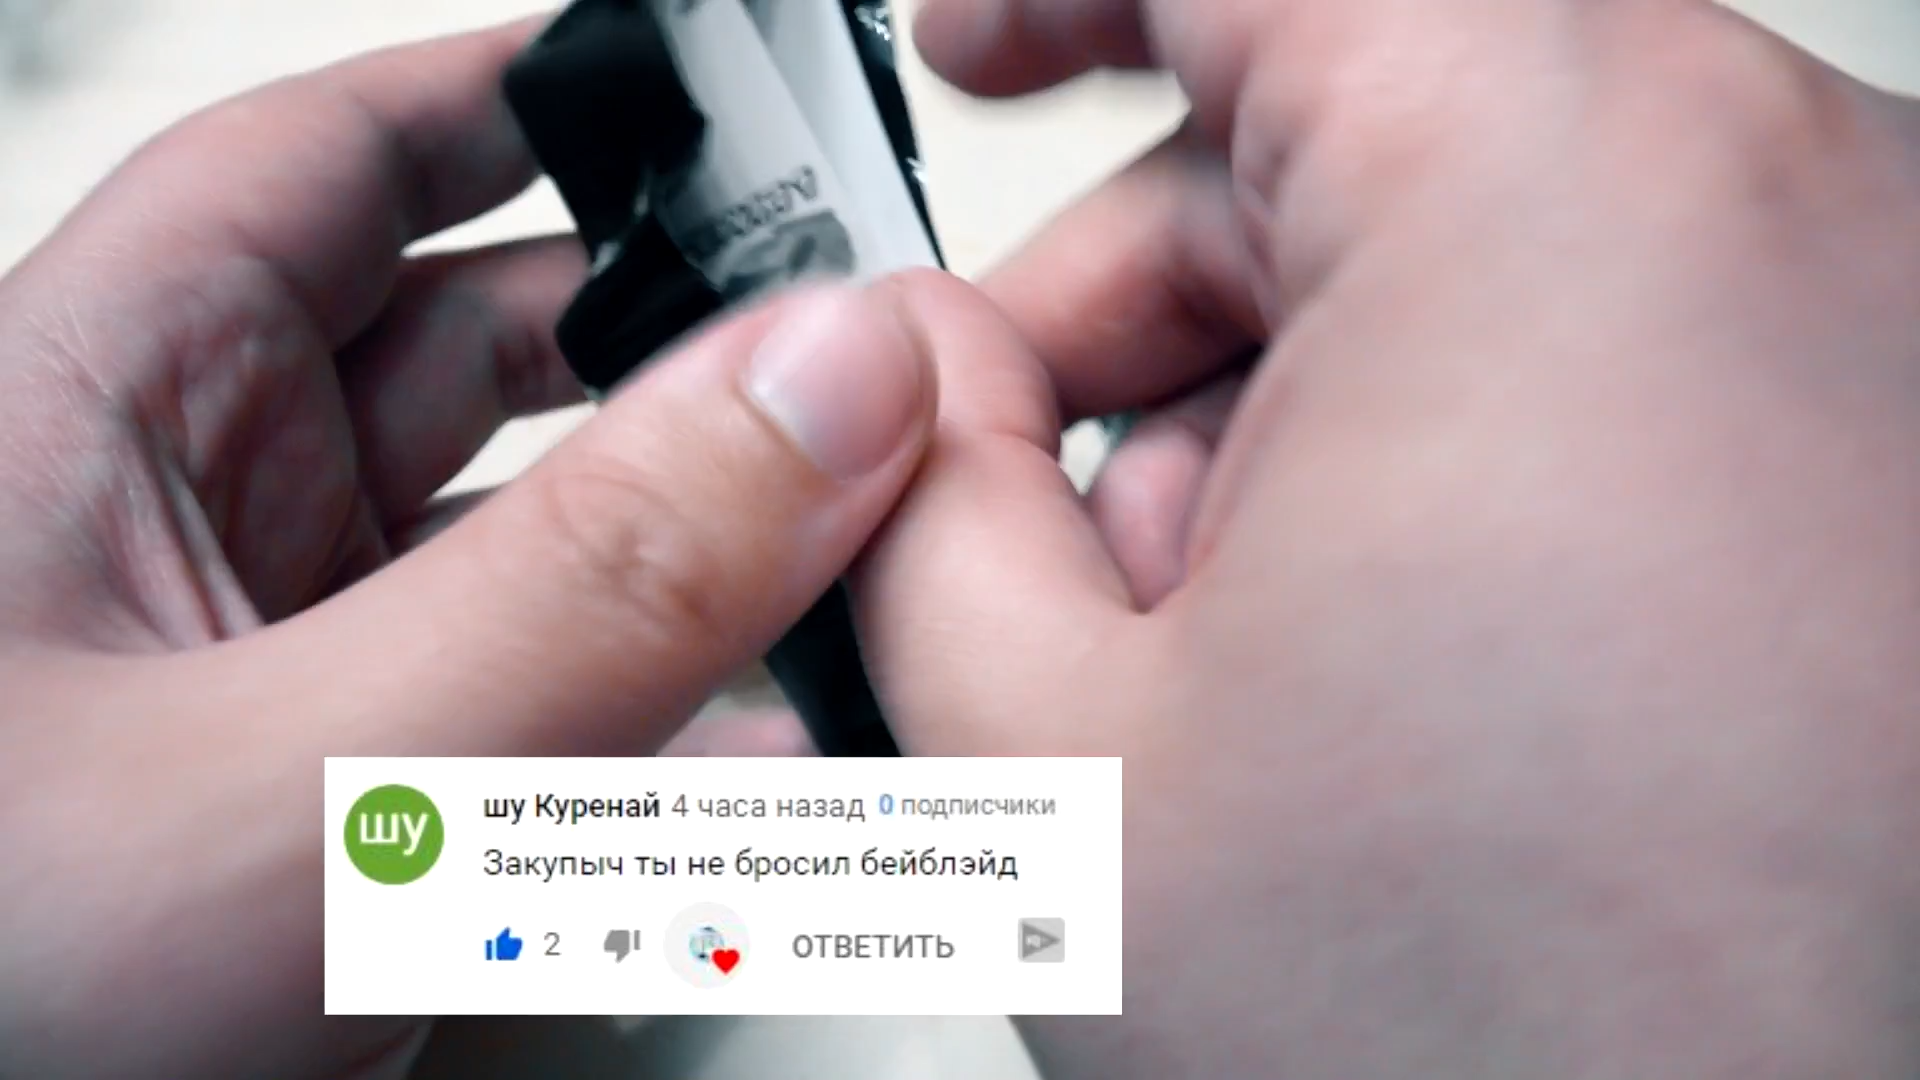 шу
шу Куренай 4 часа назад 0 подписчики
Закупыч ты не бросил бейблэйд
2
ОТВЕТИТЬ